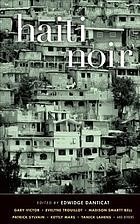 haiti noir
EDITED BY EDWIDGE DANTICAT
GARY VICTOR EVELYNE TROUILLOT MADISON SMARTT BELL
PATRICK SYLVAIN KETTLY MARS YANICK LAHENS AND OTHERS